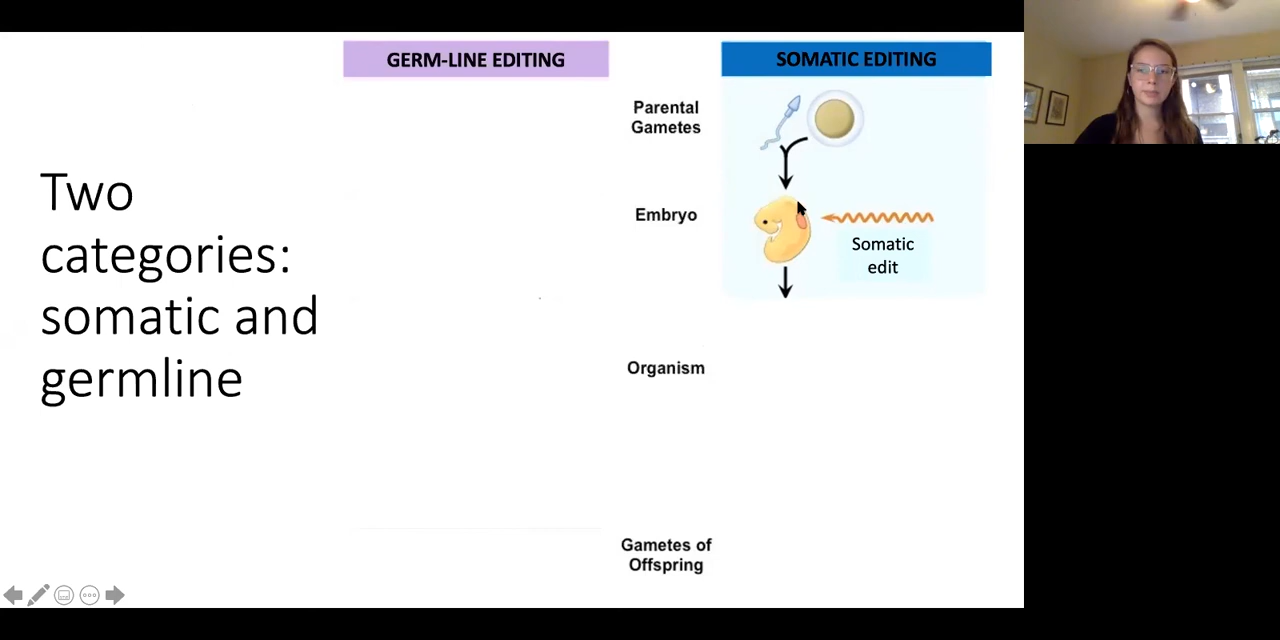 Two
categories:
somatic and
germline
GERM-LINE EDITING
SOMATIC EDITING
Parental
Gametes
Embryo
Somatic
edit
Organism
Gametes of
Offspring